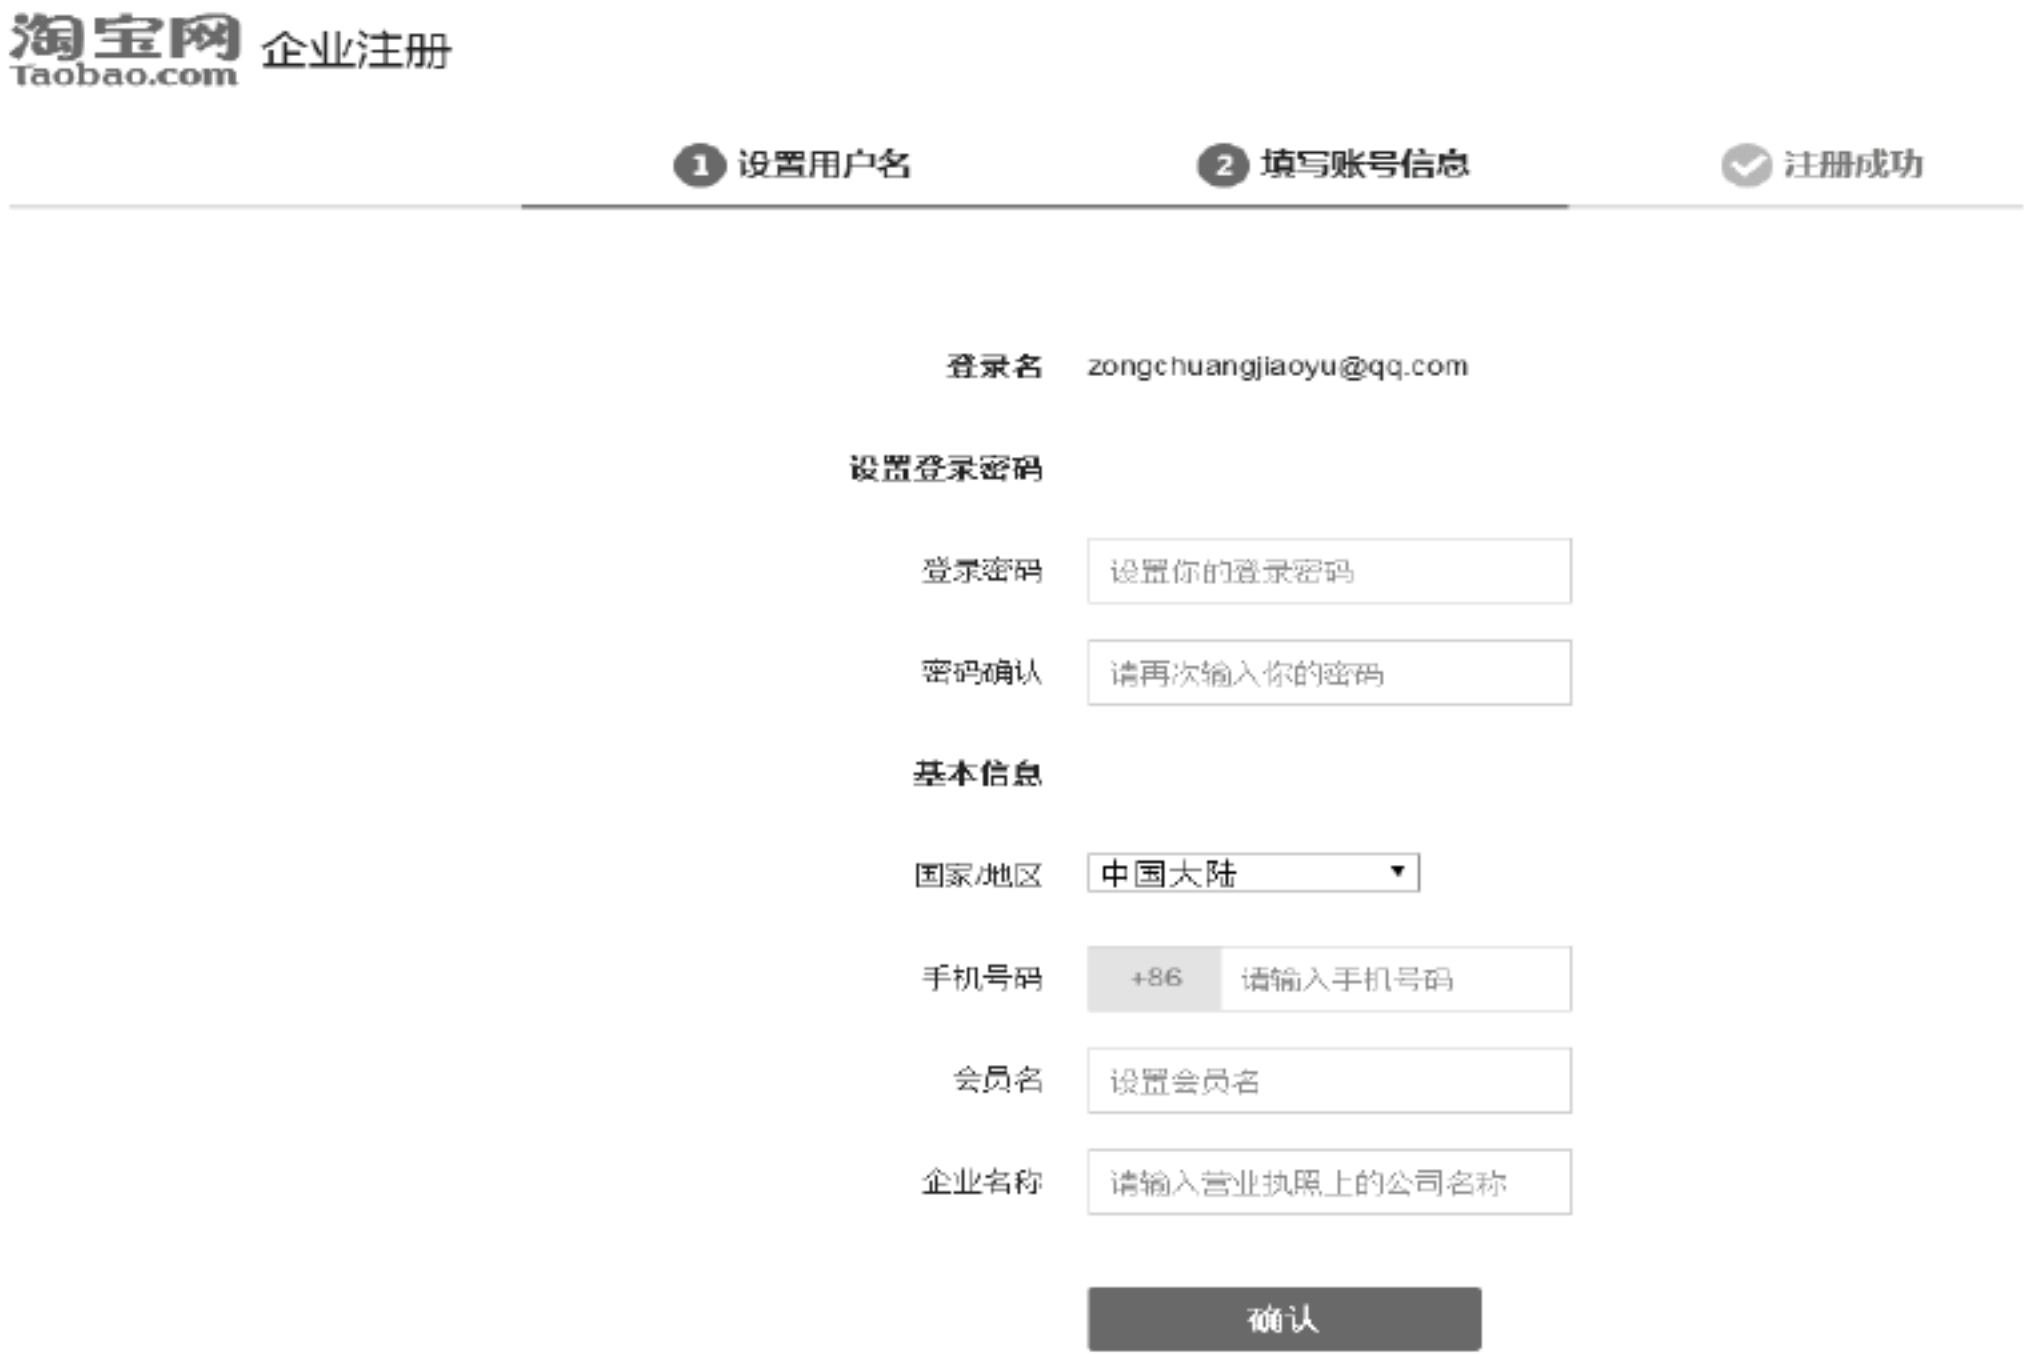 淘宝网 企业注册
Taobao.com
1 设置用户名 2 填写账号信息 注册成功
登录名 zongchuangjiaoyu@qq.com
设置登录密码
登录密码 设置你的登录密码
密码确认 请再次输入你的密码
基本信息
国家/地区 中国大陆
手机号码 +86 请输入手机号码
会员名 设置会员名
企业名称 请输入营业执照上的公司名称
确认